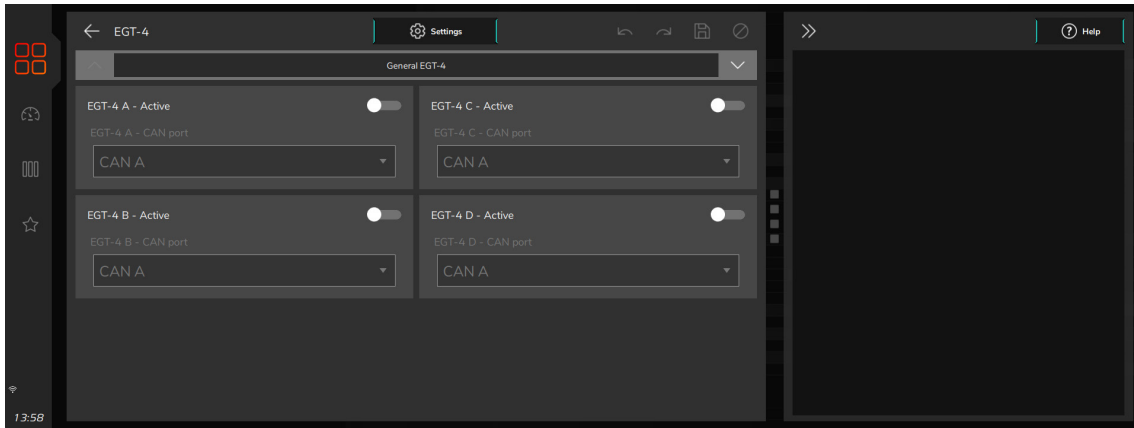 EGT-4
Settings
Help
General EGT-4
EGT-4 A - Active
EGT-4 A - CAN port
CAN A
EGT-4 C - Active
EGT-4 C - CAN port
CAN A
EGT-4 B - Active
EGT-4 B - CAN port
CAN A
EGT-4 D - Active
EGT-4 D - CAN port
CAN A
13:58